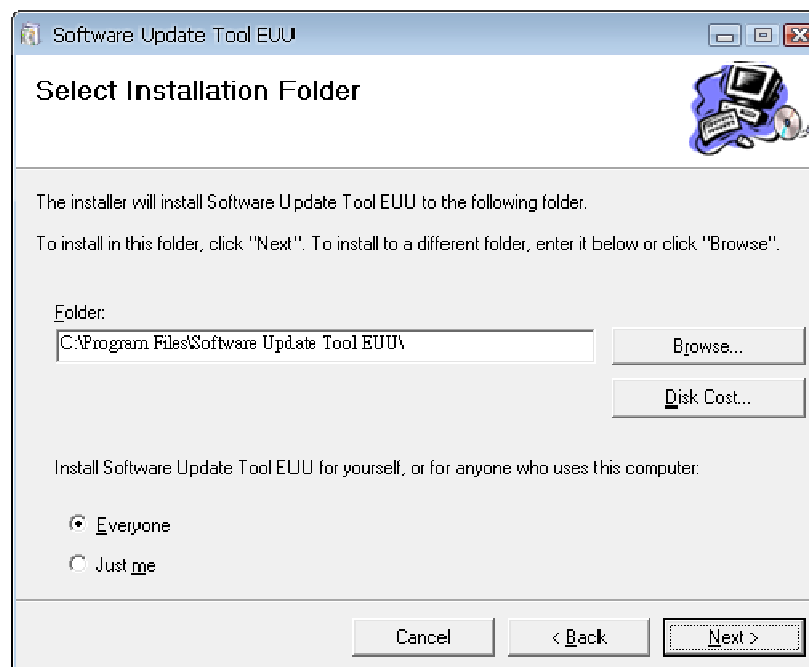 Software Update Tool EUU
Select Installation Folder
The installer will install Software Update Tool EUU to the following folder.
To install in this folder, click "Next". To install to a different folder, enter it below or click "Browse".
Folder:
C:\Program Files\Software Update Tool EUU\
Browse...
Disk Cost...
Install Software Update Tool EUU for yourself, or for anyone who uses this computer:
Everyone
Just me
Cancel
< Back
Next >